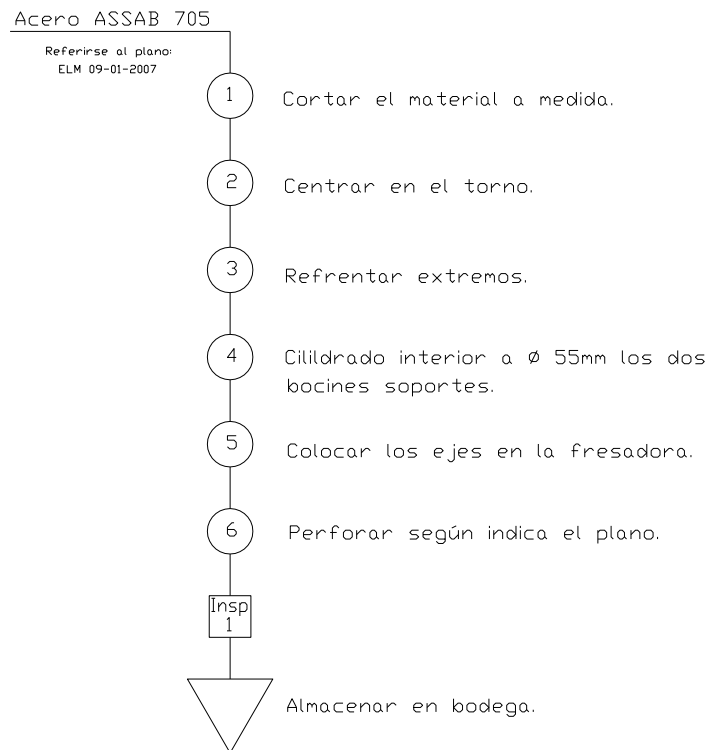 Acero ASSAB 705
Referirse al plano:
ELM 09-01-2007
1
Cortar el material a medida.
2
Centrar en el torno.
3
Refrentar extremos.
4
Cilildrado interior a Ø 55mm los dos
bocines soportes.
5
Colocar los ejes en la fresadora.
6
Perforar según indica el plano.
Insp
1
Almacenar en bodega.